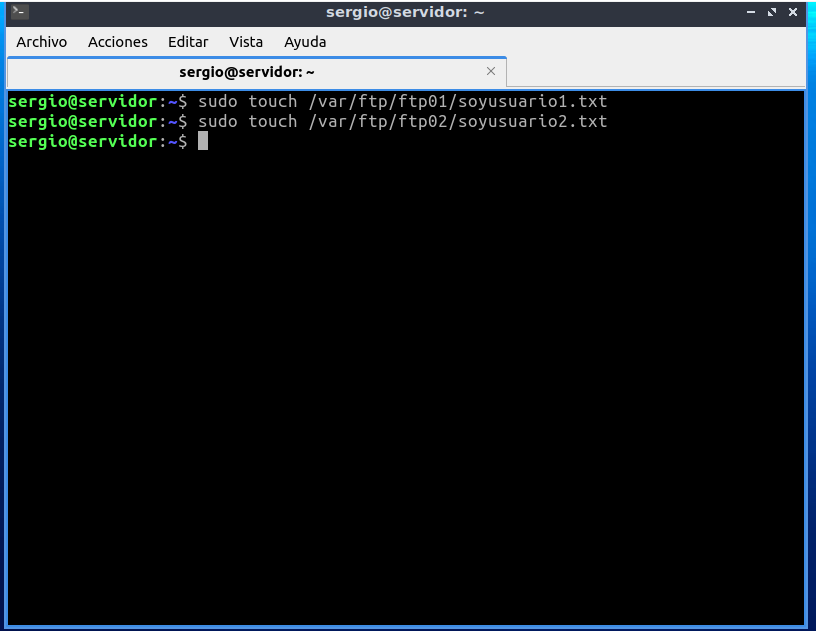 sergio@servidor: ~
Archivo Acciones Editar Vista Ayuda
sergio@servidor: ~
sergio@servidor:~$ sudo touch /var/ftp/ftp01/soyusuario1.txt
sergio@servidor:~$ sudo touch /var/ftp/ftp02/soyusuario2.txt
sergio@servidor:~$